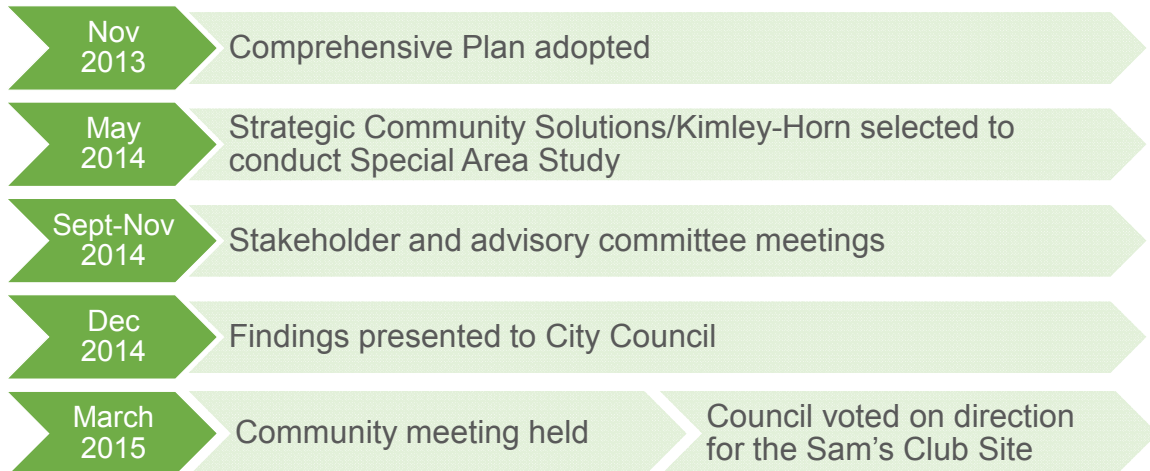 Nov
2013
Comprehensive Plan adopted
May
2014
Strategic Community Solutions/Kimley-Horn selected to
conduct Special Area Study
Sept-Nov
2014
Stakeholder and advisory committee meetings
Dec
2014
Findings presented to City Council
March
2015
Community meeting held
Council voted on direction
for the Sam’s Club Site